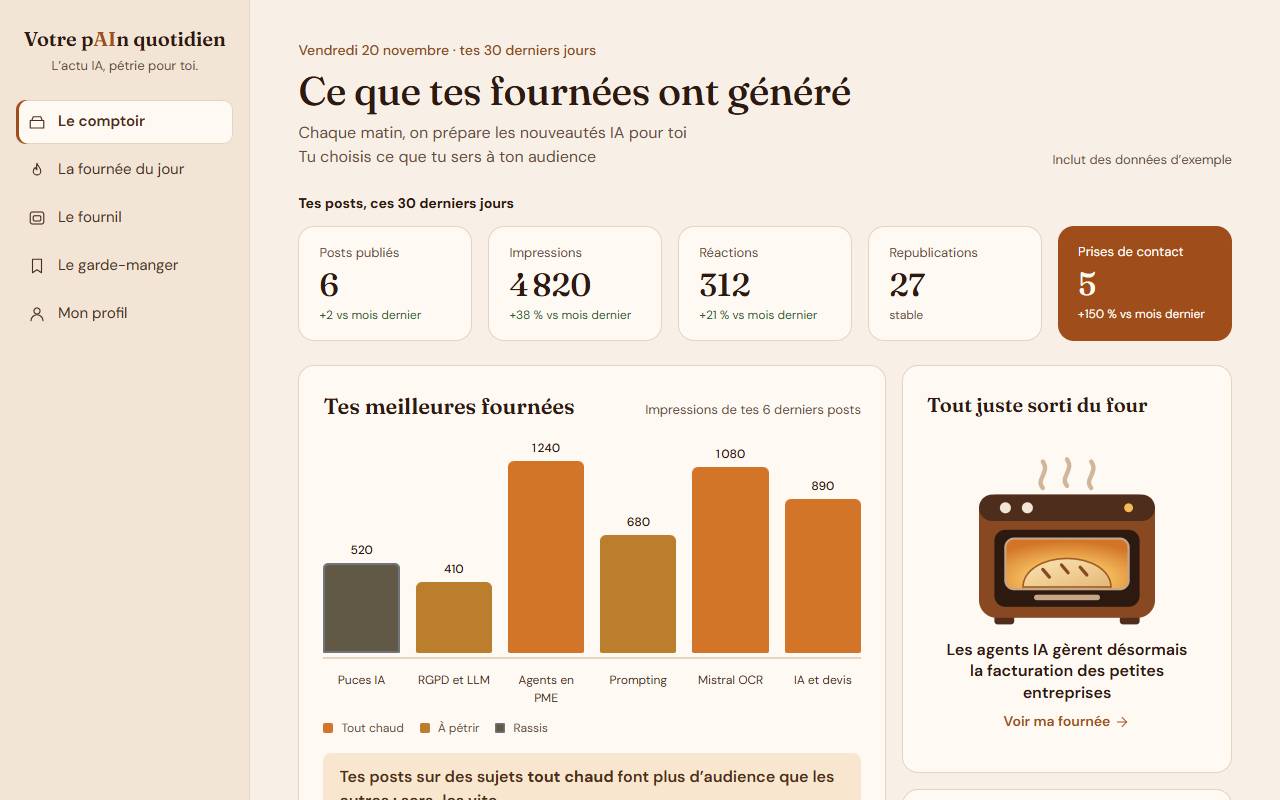 Votre pAIn quotidien
L’actu IA, pétrie pour toi.
Le comptoir
La fournée du jour
Le fournil
Le garde-manger
Mon profil
Vendredi 20 novembre · tes 30 derniers jours
Ce que tes fournées ont généré
Chaque matin, on prépare les nouveautés IA pour toi
Tu choisis ce que tu sers à ton audience
Inclut des données d’exemple
Tes posts, ces 30 derniers jours
Posts publiés
6
+2 vs mois dernier
Impressions
4 820
+38 % vs mois dernier
Réactions
312
+21 % vs mois dernier
Republications
27
stable
Prises de contact
5
+150 % vs mois dernier
Tes meilleures fournées
Impressions de tes 6 derniers posts
520
410
1 240
680
1 080
890
Puces IA
RGPD et LLM
Agents en
PME
Prompting
Mistral OCR
IA et devis
Tout chaud
À pétrir
Rassis
Tes posts sur des sujets tout chaud font plus d’audience que les
Tout juste sorti du four
Les agents IA gèrent désormais
la facturation des petites
entreprises
Voir ma fournée →